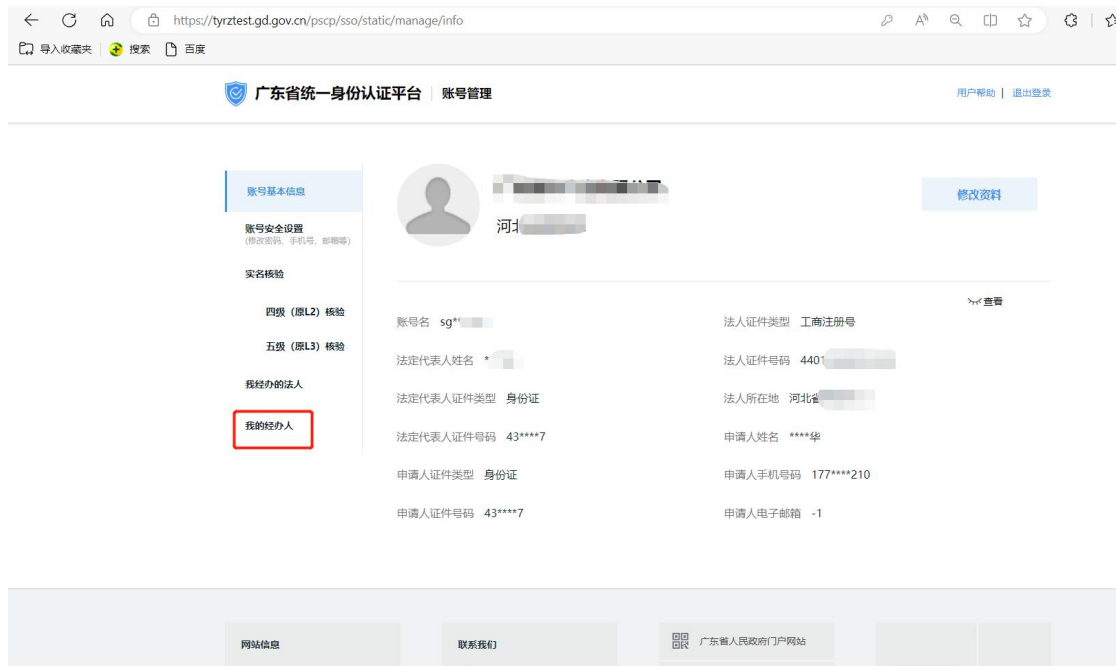 https://tyrztest.gd.gov.cn/pscp/sso/static/manage/info
导入收藏夹 搜索 百度
广东省统一身份认证平台 账号管理 用户帮助 | 退出登录
账号基本信息
修改资料
河北
账号安全设置
(修改密码、手机号、邮箱等)
实名核验
四级（原L2）核验
五级（原L3）核验
我经办的法人
我的经办人
查看
账号名 sg**
法人证件类型 工商注册号
法定代表人姓名 *
法人证件号码 4401
法定代表人证件类型 身份证
法人所在地 河北省
法定代表人证件号码 43****7
申请人姓名 ****华
申请人证件类型 身份证
申请人手机号码 177****210
申请人证件号码 43****7
申请人电子邮箱 -1
网站信息
联系我们
广东省人民政府门户网站